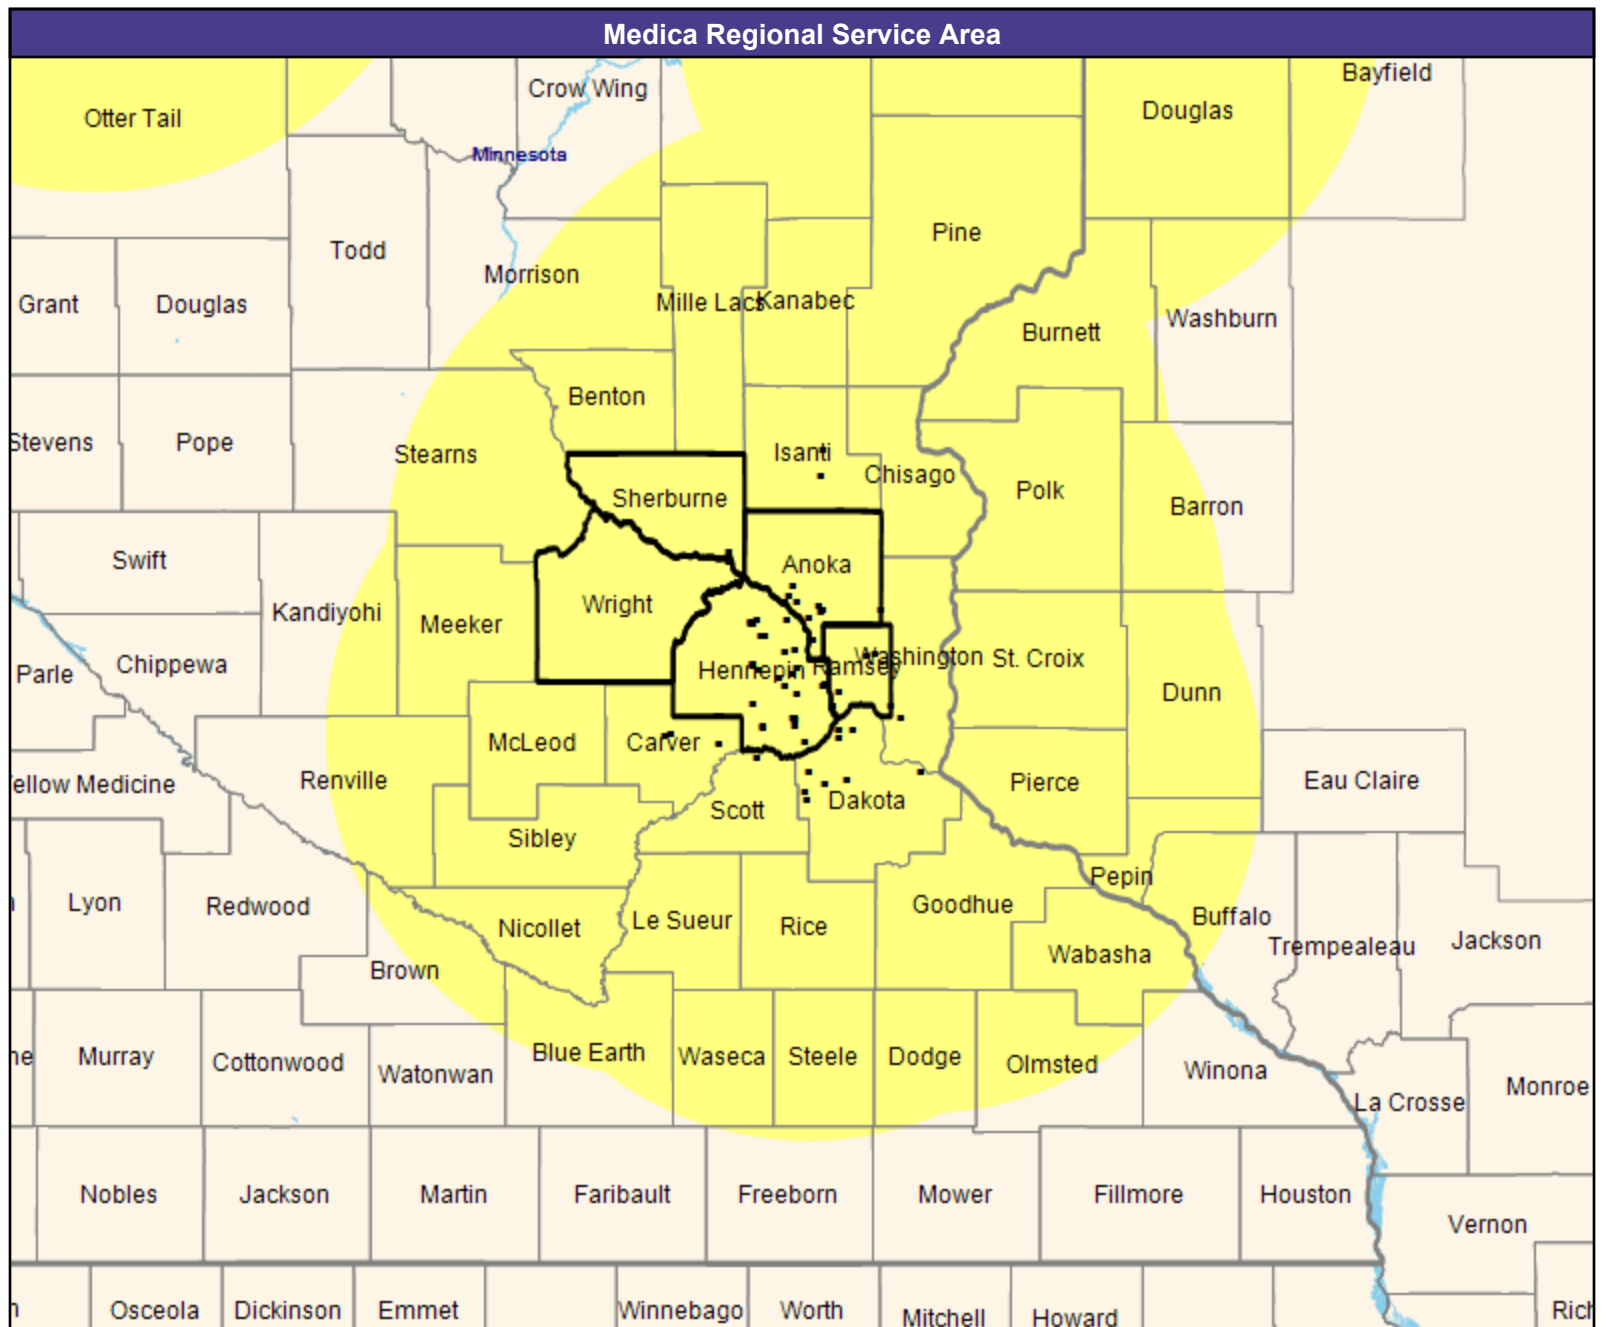 Medica Regional Service Area
Bayfield
Crow Wing
Douglas
Otter Tail
Minnesota
Pine
Todd
Morrison
Mille Lacs
Kanabec
Grant
Douglas
Washburn
Burnett
Benton
Stevens
Pope
Stearns
Isanti
Chisago
Polk
Sherburne
Barron
Swift
Anoka
Wright
Kandiyohi
Meeker
Parle
Chippewa
Hennepin
Ramsey
Washington
St. Croix
Dunn
McLeod
Carver
Renville
ellow Medicine
Pierce
Eau Claire
Scott
Dakota
Sibley
Pepin
Lyon
Redwood
Goodhue
Nicollet
Le Sueur
Rice
Buffalo
Trempealeau
Jackson
Wabasha
Brown
Murray
Cottonwood
Watonwan
Blue Earth
Waseca
Steele
Dodge
Olmsted
Winona
Monroe
La Crosse
ne
Nobles
Jackson
Martin
Faribault
Freeborn
Mower
Fillmore
Houston
Vernon
Osceola
Dickinson
Emmet
Winnebago
Worth
Mitchell
Howard
Rich